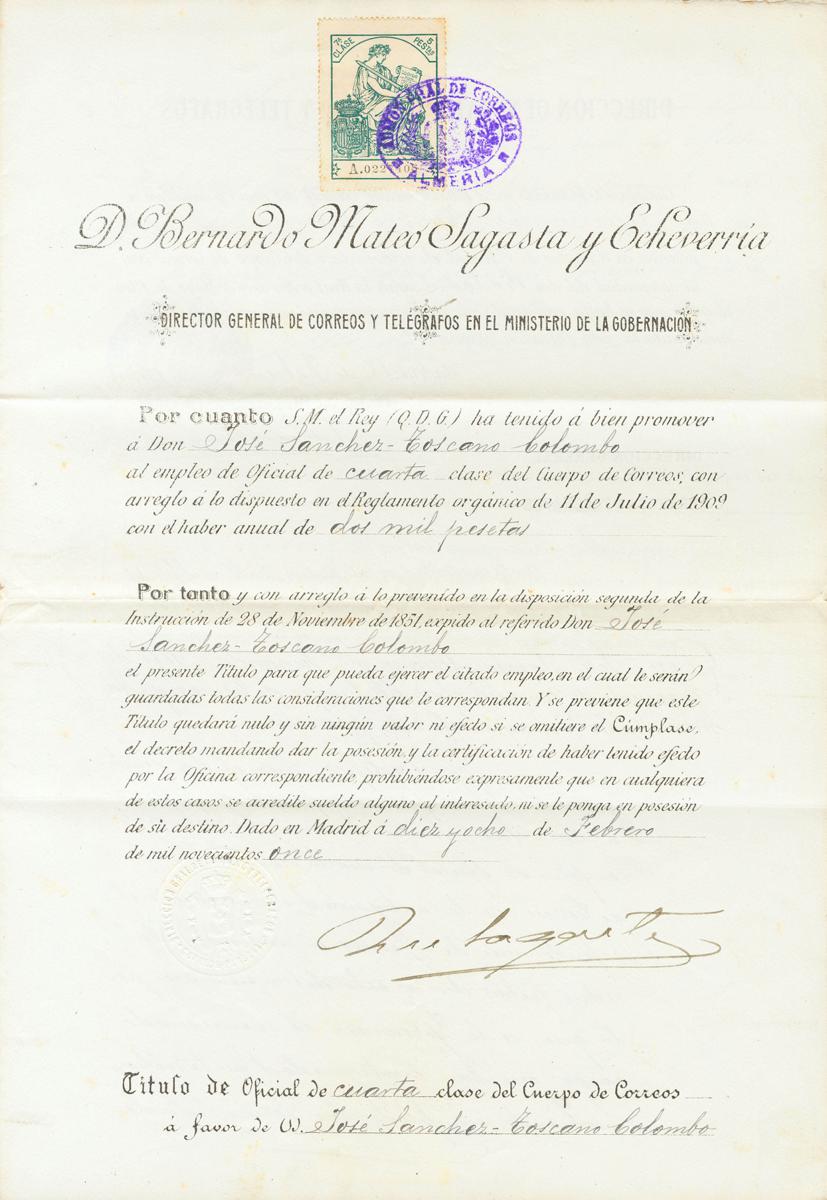 7ª CLASE
5 PESTAS
ADMÓN PRAL DE CORREOS
ALMERIA
D. Bernardo Mateo Sagasta y Echeverría
DIRECTOR GENERAL DE CORREOS Y TELÉGRAFOS EN EL MINISTERIO DE LA GOBERNACIÓN
Por cuanto S. M. el Rey (Q. D. G.) ha tenido á bien promover
á Don José Sanchez-Toscano Colombo
al empleo de Oficial de cuarta clase del Cuerpo de Correos, con
arreglo á lo dispuesto en el Reglamento orgánico de 11 de Julio de 1909
con el haber anual de dos mil pesetas
Por tanto y con arreglo á lo prevenido en la disposición segunda de la
Instrucción de 28 de Noviembre de 1851, expido al referido Don José
Sanchez-Toscano Colombo
el presente Título para que pueda ejercer el citado empleo, en el cual le serán
guardadas todas las consideraciones que le correspondan. Y se previene que este
Título quedará nulo y sin ningún valor ni efecto si se omitiere el Cúmplase,
el decreto mandando dar la posesión, y la certificación de haber tenido efecto
por la Oficina correspondiente, prohibiéndose expresamente que en cualquiera
de estos casos se acredite sueldo alguno al interesado, ni se le ponga en posesión
de sù destino. Dado en Madrid á diez y ocho de Febrero
de mil novecientos once
Título de Oficial de cuarta clase del Cuerpo de Correos
á favor de D. José Sanchez-Toscano Colombo